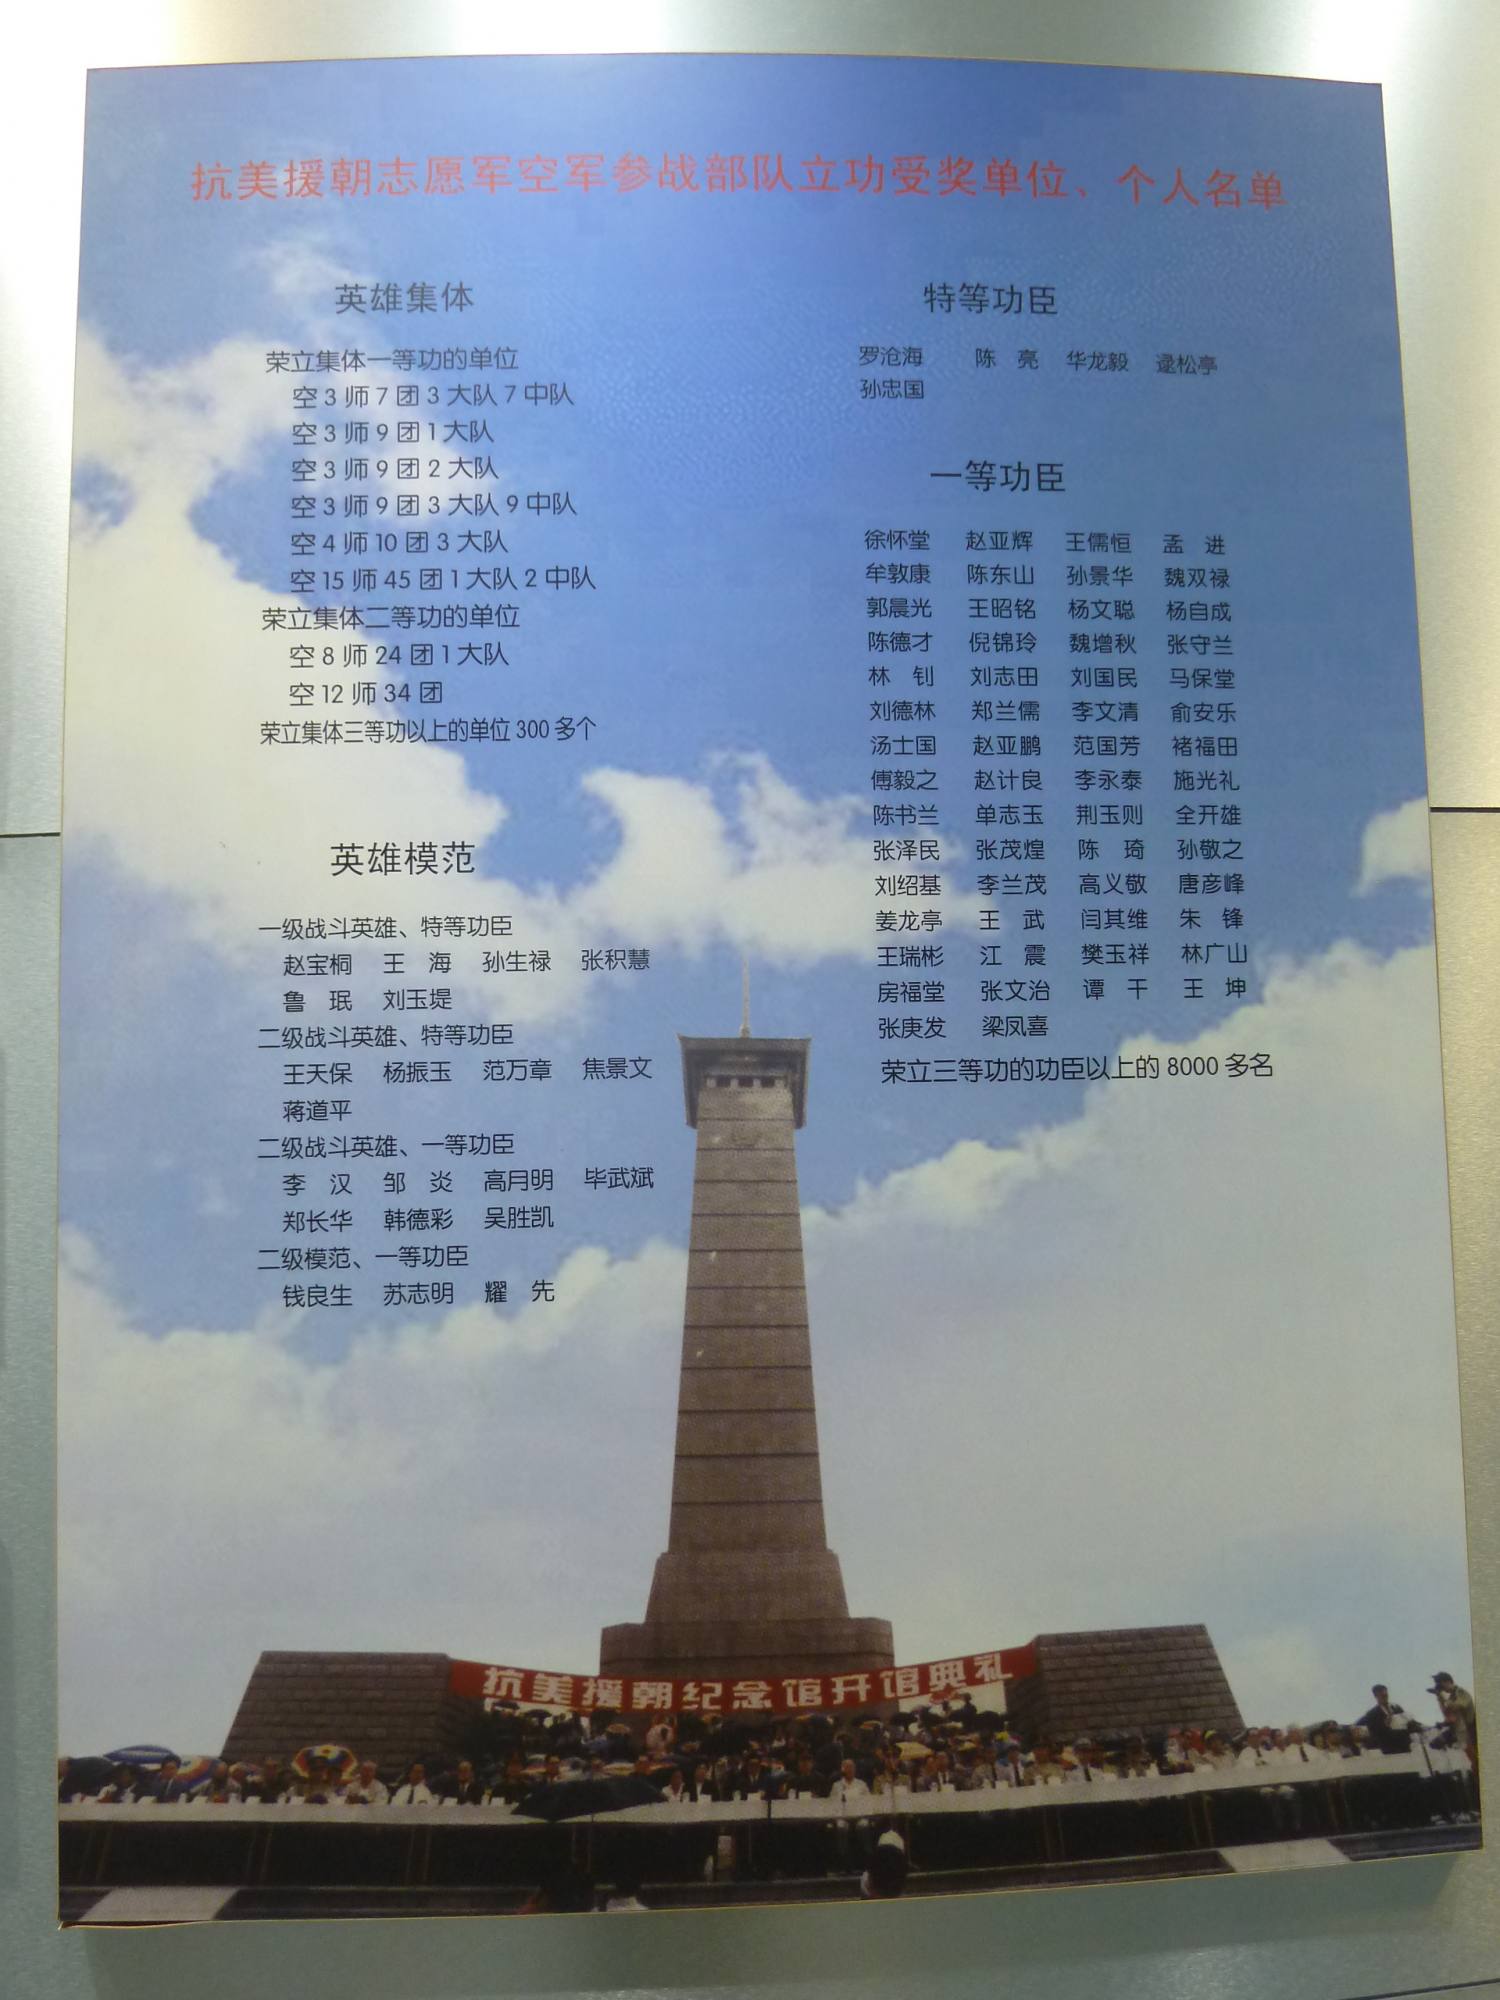 抗美援朝志愿军空军参战部队立功受奖单位、个人名单
英雄集体
荣立集体一等功的单位
空3师7团3大队7中队
空3师9团1大队
空3师9团2大队
空3师9团3大队9中队
空4师10团3大队
空15师45团1大队2中队
荣立集体二等功的单位
空8师24团1大队
空12师34团
荣立集体三等功以上的单位300多个
英雄模范
一级战斗英雄、特等功臣
赵宝桐 王 海 孙生禄 张积慧
鲁 珉 刘玉堤
二级战斗英雄、特等功臣
王天保 杨振玉 范万章 焦景文
蒋道平
二级战斗英雄、一等功臣
李 汉 邹 炎 高月明 毕武斌
郑长华 韩德彩 吴胜凯
二级模范、一等功臣
钱良生 苏志明 耀 先
特等功臣
罗沧海 陈 亮 华龙毅 逯松亭
孙忠国
一等功臣
徐怀堂 赵亚辉 王儒恒 孟 进
牟敦康 陈东山 孙景华 魏双禄
郭晨光 王昭铭 杨文聪 杨自成
陈德才 倪锦玲 魏增秋 张守兰
林 钊 刘志田 刘国民 马保堂
刘德林 郑兰儒 李文清 俞安乐
汤士国 赵亚鹏 范国芳 褚福田
傅毅之 赵计良 李永泰 施光礼
陈书兰 单志玉 荆玉则 全开雄
张泽民 张茂煌 陈 琦 孙敬之
刘绍基 李兰茂 高义敬 唐彦峰
姜龙亭 王 武 闫其维 朱 锋
王瑞彬 江 震 樊玉祥 林广山
房福堂 张文治 谭 干 王 坤
张庚发 梁凤喜
荣立三等功的功臣以上的8000多名
抗美援朝纪念馆开馆典礼